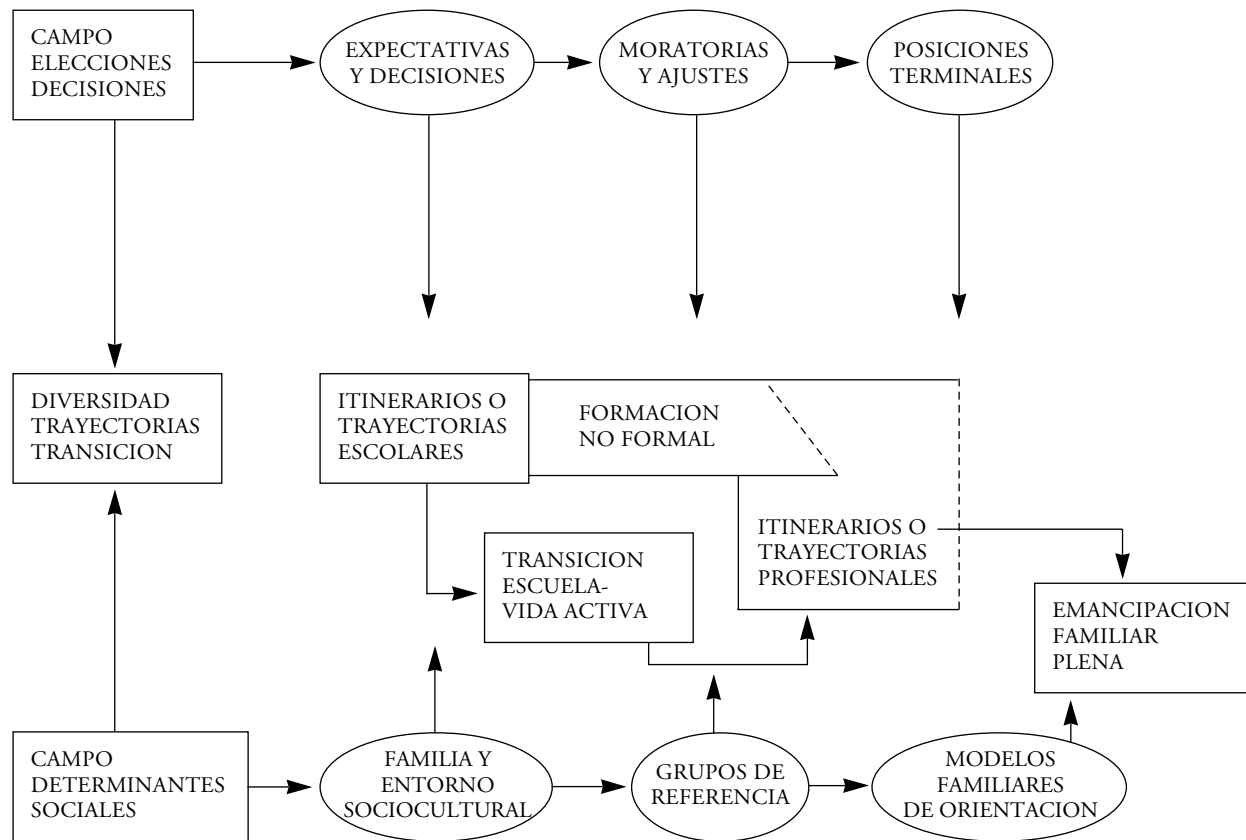 CAMPO
ELECCIONES
DECISIONES
EXPECTATIVAS
Y DECISIONES
MORATORIAS
Y AJUSTES
POSICIONES
TERMINALES
DIVERSIDAD
TRAYECTORIAS
TRANSICION
ITINERARIOS O
TRAYECTORIAS
ESCOLARES
FORMACION
NO FORMAL
TRANSICION
ESCUELA-
VIDA ACTIVA
ITINERARIOS O
TRAYECTORIAS
PROFESIONALES
EMANCIPACION
FAMILIAR
PLENA
CAMPO
DETERMINANTES
SOCIALES
FAMILIA Y
ENTORNO
SOCIOCULTURAL
GRUPOS DE
REFERENCIA
MODELOS
FAMILIARES
DE ORIENTACION